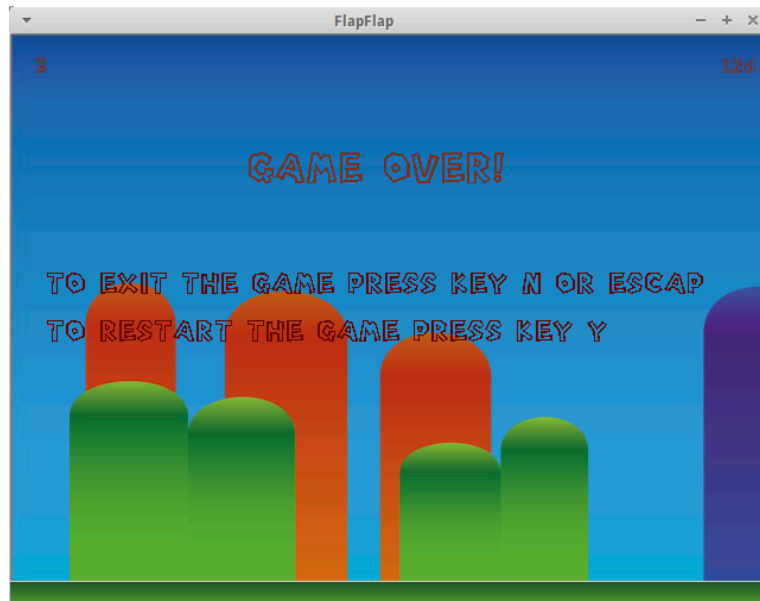 FlapFlap
3
126
GAME OVER!
TO EXIT THE GAME PRESS KEY N OR ESCAP
TO RESTART THE GAME PRESS KEY Y